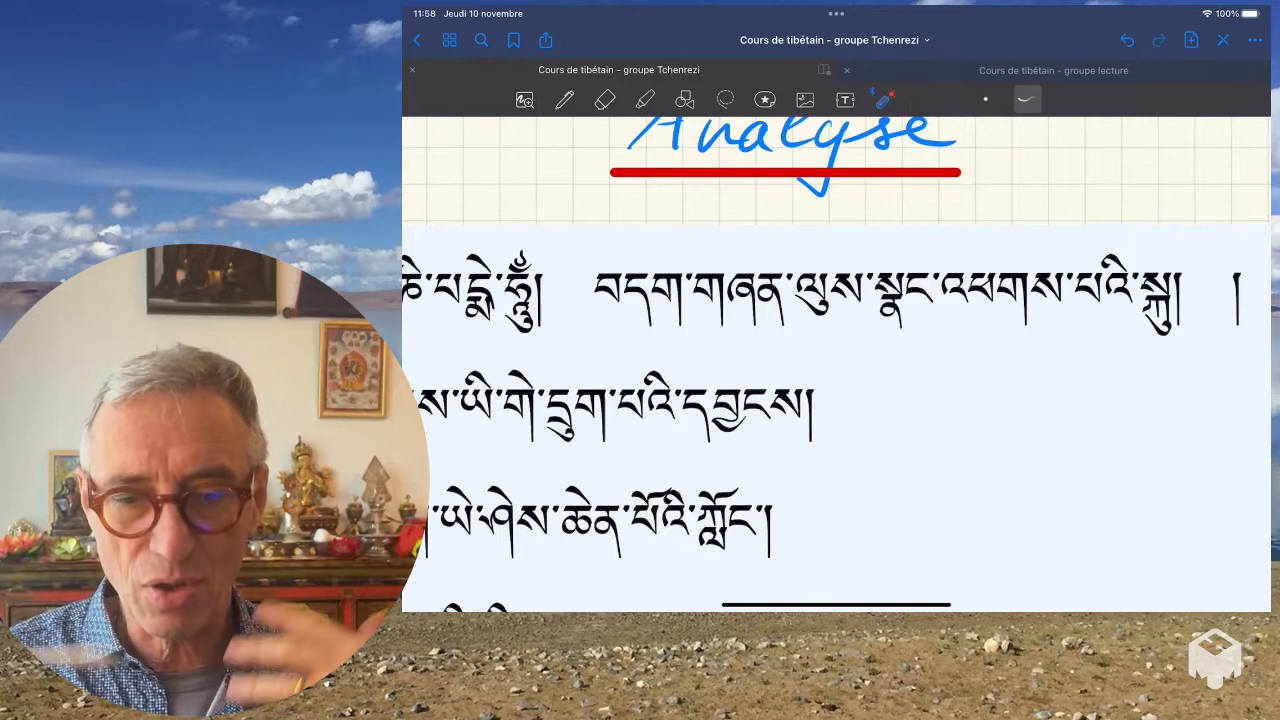 11:58 Jeudi 10 novembre
100%
Cours de tibétain - groupe Tchenrezi
Cours de tibétain - groupe Tchenrezi
Cours de tibétain - groupe lecture
Analyse
ཎི་པདྨེ་ཧཱུྃ། བདག་གཞན་ལུས་སྣང་འཕགས་པའི་སྐུ། །
ས་ཡི་གེ་དྲུག་པའི་དབྱངས།
ཡེ་ཤེས་ཆེན་པོའི་ཀློང་།